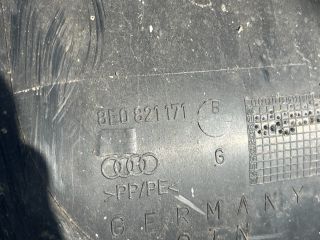 8E0 821 171 B
G
>PP/PE<
GERMANY